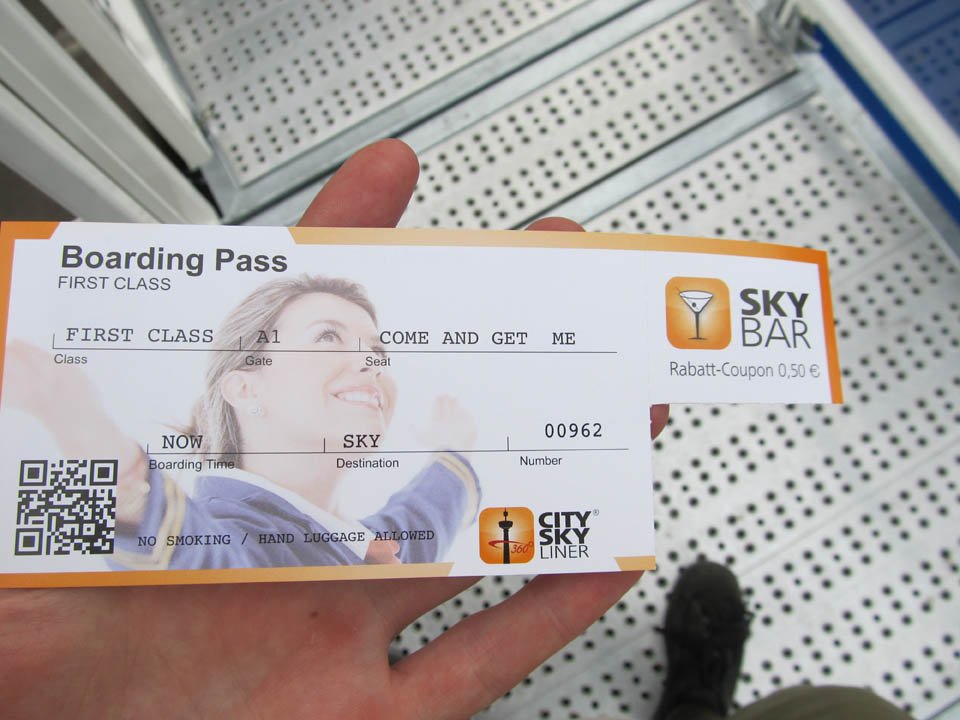 Boarding Pass
FIRST CLASS
FIRST CLASS A1 COME AND GET ME
Class Gate Seat
NOW SKY 00962
Boarding Time Destination Number
NO SMOKING / HAND LUGGAGE ALLOWED
360°
CITY
SKY
LINER
®
SKY
BAR
Rabatt-Coupon 0,50 €